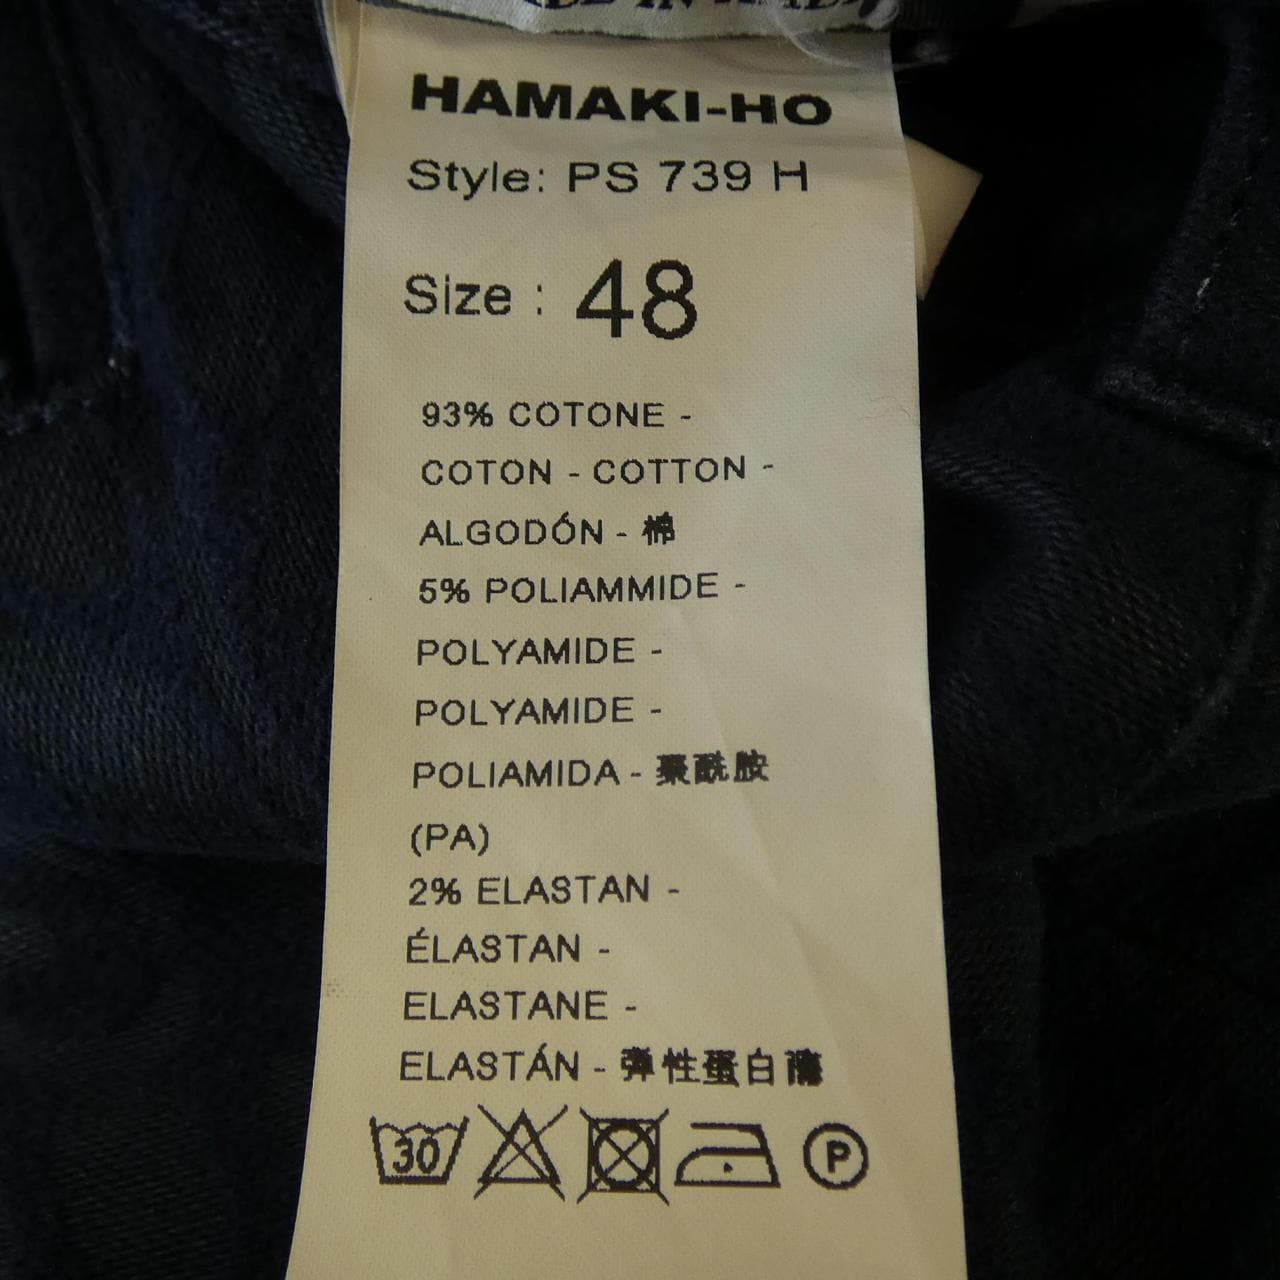 HAMAKI-HO
Style: PS 739 H
Size : 48
93% COTONE -
COTON - COTTON -
ALGODÓN - 棉
5% POLIAMMIDE -
POLYAMIDE -
POLYAMIDE -
POLIAMIDA - 聚酰胺
(PA)
2% ELASTAN -
ÉLASTAN -
ELASTANE -
ELASTÁN - 弹性蛋白
30
P